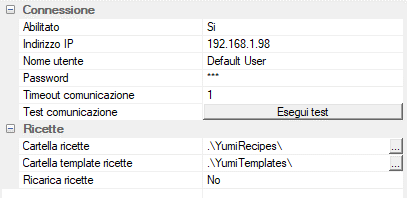 Connessione
Abilitato Si
Indirizzo IP 192.168.1.98
Nome utente Default User
Password ***
Timeout comunicazione 1
Test comunicazione Esegui test
Ricette
Cartella ricette .\YumiRecipes\ ...
Cartella template ricette .\YumiTemplates\ ...
Ricarica ricette No